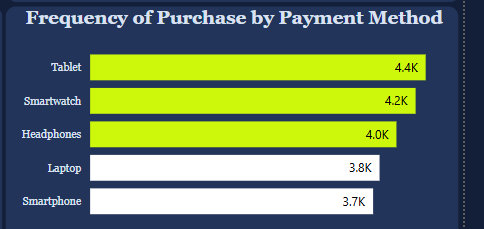 Frequency of Purchase by Payment Method
Tablet 4.4K
Smartwatch 4.2K
Headphones 4.0K
Laptop 3.8K
Smartphone 3.7K